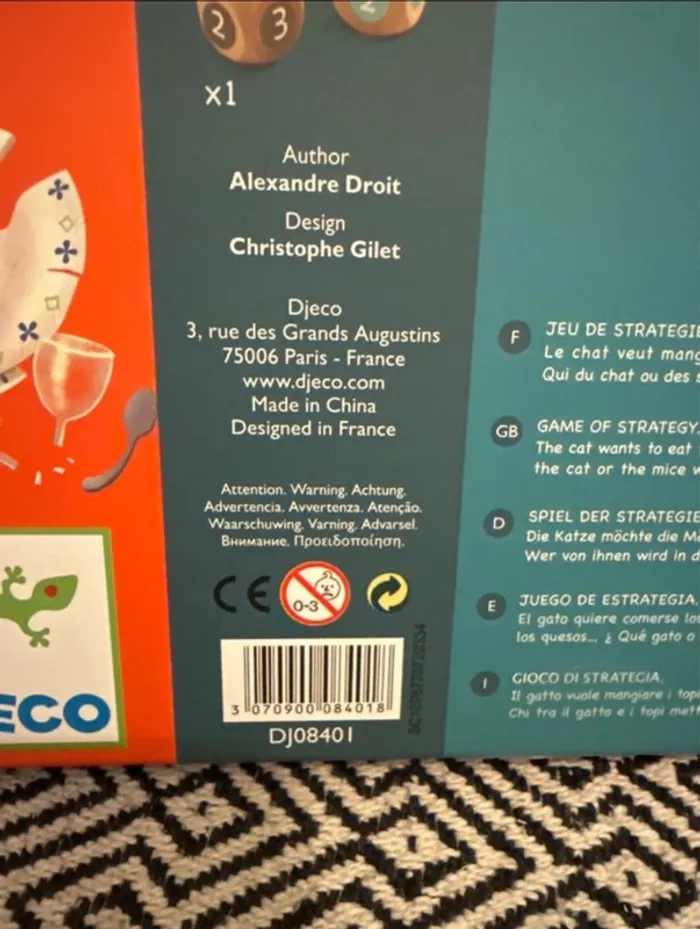 2 3
2
x1
Author
Alexandre Droit
Design
Christophe Gilet
Djeco
3, rue des Grands Augustins
75006 Paris - France
www.djeco.com
Made in China
Designed in France
Attention. Warning. Achtung.
Advertencia. Avvertenza. Atenção.
Waarschuwing. Varning. Advarsel.
Внимание. Προειδοποίηση.
CE
0-3
3 070900 084018
DJ08401
ECO
F
JEU DE STRATEGIE
Le chat veut mang
Qui du chat ou des s
GB
GAME OF STRATEGY.
The cat wants to eat
the cat or the mice w
D
SPIEL DER STRATEGIE
Die Katze möchte die M
Wer von ihnen wird in d
E
JUEGO DE ESTRATEGIA.
El gato quiere comerse los
los quesos... ¿ Qué gato o
I
GIOCO DI STRATEGIA.
Il gatto vuole mangiare i topi
Chi tra il gatto e i topi mett